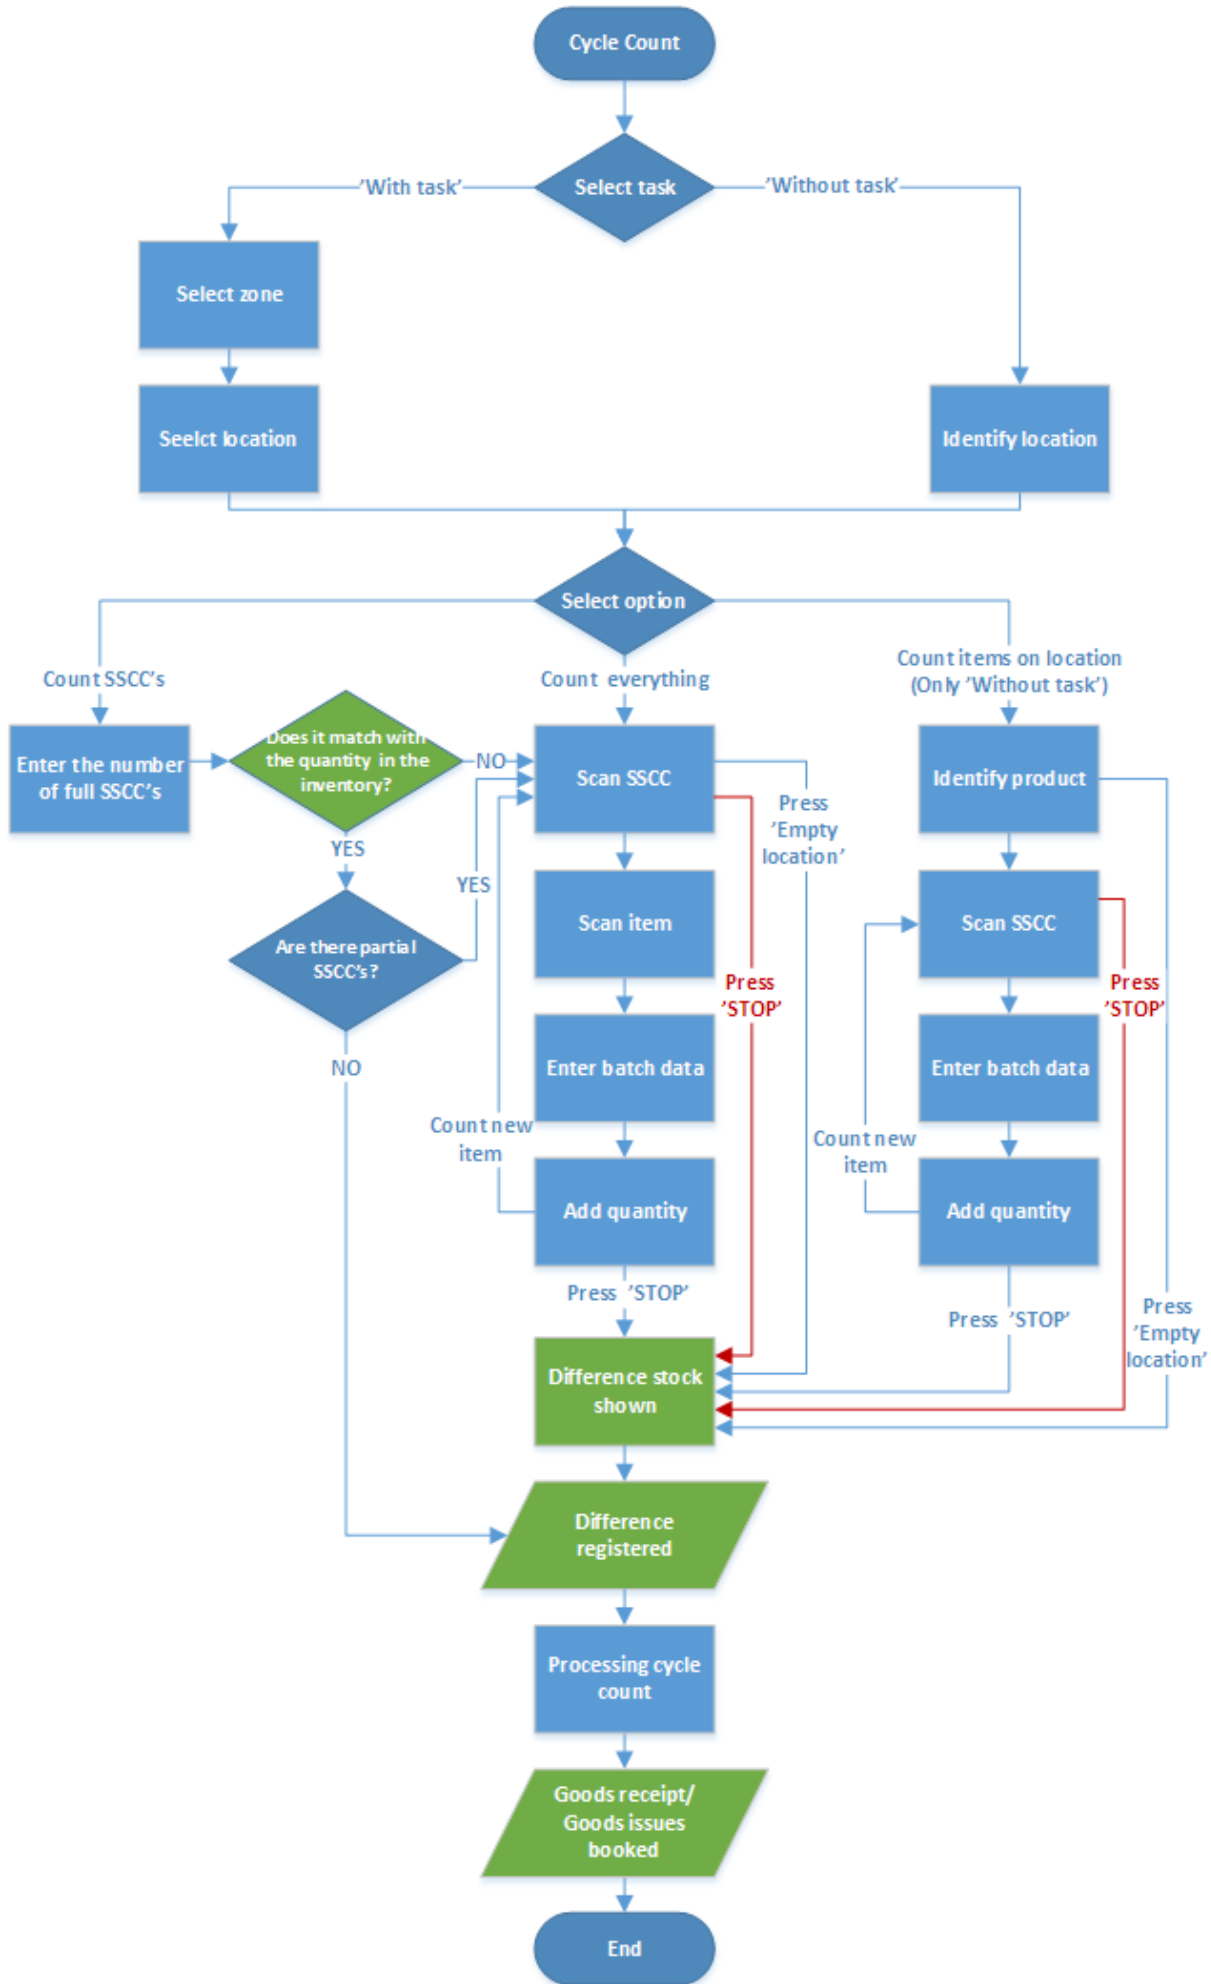 Cycle Count
Select task
'With task'
'Without task'
Select zone
Seelct location
Identify location
Select option
Count SSCC's
Count everything
Count items on location
(Only 'Without task')
Enter the number
of full SSCC's
Does it match with
the quantity in the
inventory?
NO
Scan SSCC
Press
'Empty
location'
Identify product
YES
YES
Are there partial
SSCC's?
Scan item
Scan SSCC
Press
'STOP'
Press
'STOP'
Enter batch data
Enter batch data
NO
Count new
item
Count new
item
Add quantity
Add quantity
Press 'STOP'
Press 'STOP'
Press
'Empty
location'
Difference stock
shown
Difference
registered
Processing cycle
count
Goods receipt/
Goods issues
booked
End